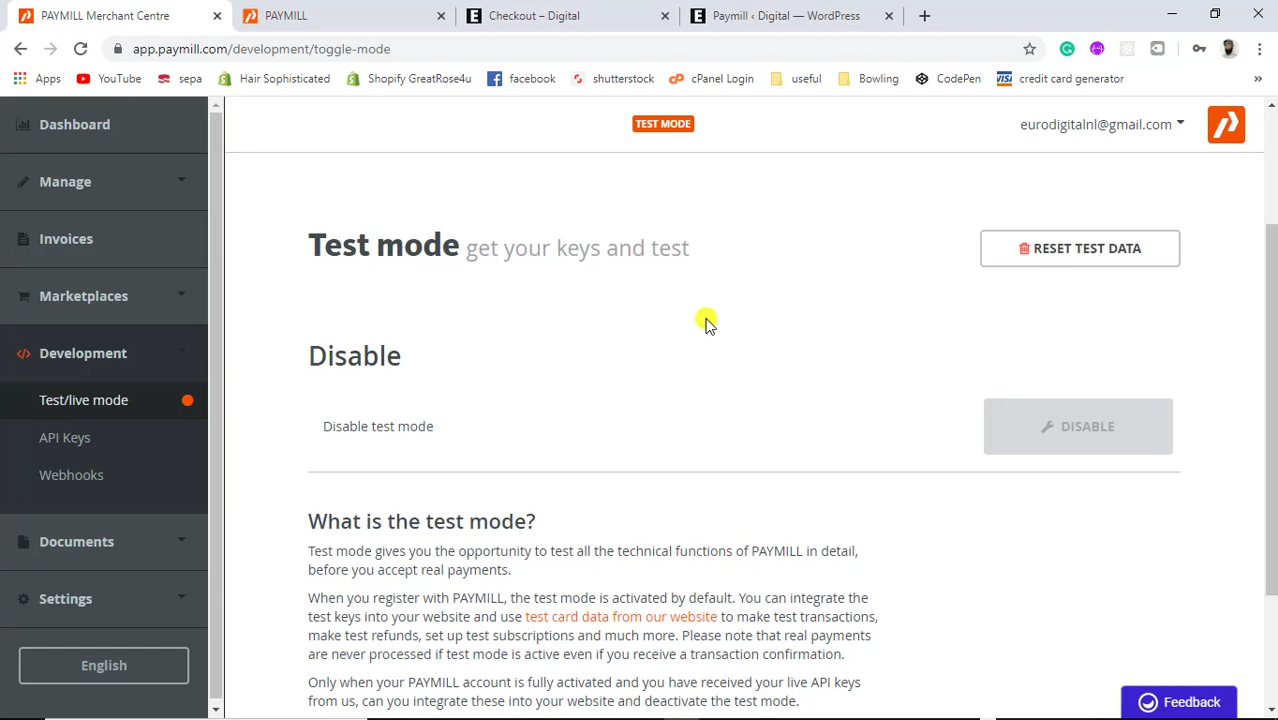 PAYMILL Merchant Centre
PAYMILL
Checkout – Digital
Paymill ‹ Digital — WordPress
app.paymill.com/development/toggle-mode
Apps
YouTube
sepa
Hair Sophisticated
Shopify GreatRos4u
facebook
shutterstock
cPanel Login
useful
Bowling
CodePen
VISA
credit card generator
»
Dashboard
Manage
Invoices
Marketplaces
Development
Test/live mode
API Keys
Webhooks
Documents
Settings
English
TEST MODE
eurodigitalnl@gmail.com
Test mode get your keys and test
RESET TEST DATA
Disable
Disable test mode
DISABLE
What is the test mode?
Test mode gives you the opportunity to test all the technical functions of PAYMILL in detail,
before you accept real payments.
When you register with PAYMILL, the test mode is activated by default. You can integrate the
test keys into your website and use test card data from our website to make test transactions,
make test refunds, set up test subscriptions and much more. Please note that real payments
are never processed if test mode is active even if you receive a transaction confirmation.
Only when your PAYMILL account is fully activated and you have received your live API keys
from us, can you integrate these into your website and deactivate the test mode.
Feedback